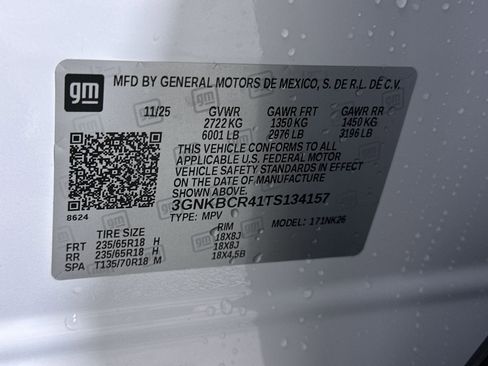 gm MFD BY GENERAL MOTORS DE MEXICO, S. DE R.L. DE C.V.
11/25 GVWR GAWR FRT GAWR RR
2722 KG 1350 KG 1450 KG
6001 LB 2976 LB 3196 LB
THIS VEHICLE CONFORMS TO ALL
APPLICABLE U.S. FEDERAL MOTOR
VEHICLE SAFETY STANDARDS IN EFFECT
ON THE DATE OF MANUFACTURE SHOWN
ABOVE.
3GNKBCR41TS134157
8624 TYPE: MPV MODEL: 171NK26
TIRE SIZE RIM
FRT 235/65R18 H 18X8J
RR 235/65R18 H 18X8J
SPA T135/70R18 M 18X4.5B